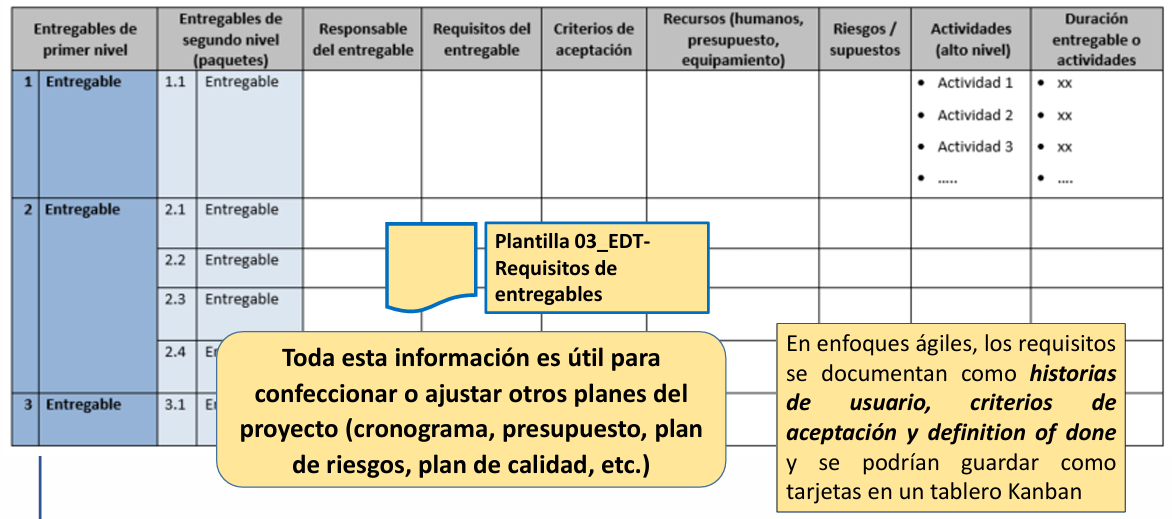 Entregables de primer nivel
Entregables de segundo nivel (paquetes)
Responsable del entregable
Requisitos del entregable
Criterios de aceptación
Recursos (humanos, presupuesto, equipamiento)
Riesgos / supuestos
Actividades (alto nivel)
Duración entregable o actividades
1 Entregable 1.1 Entregable
• Actividad 1 • xx
• Actividad 2 • xx
• Actividad 3 • xx
• ..... • ....
2 Entregable 2.1 Entregable
2.2 Entregable
2.3 Entregable
2.4
3 Entregable 3.1
Plantilla 03_EDT-
Requisitos de
entregables
Toda esta información es útil para
confeccionar o ajustar otros planes del
proyecto (cronograma, presupuesto, plan
de riesgos, plan de calidad, etc.)
En enfoques ágiles, los requisitos
se documentan como historias
de usuario, criterios de
aceptación y definition of done
y se podrían guardar como
tarjetas en un tablero Kanban